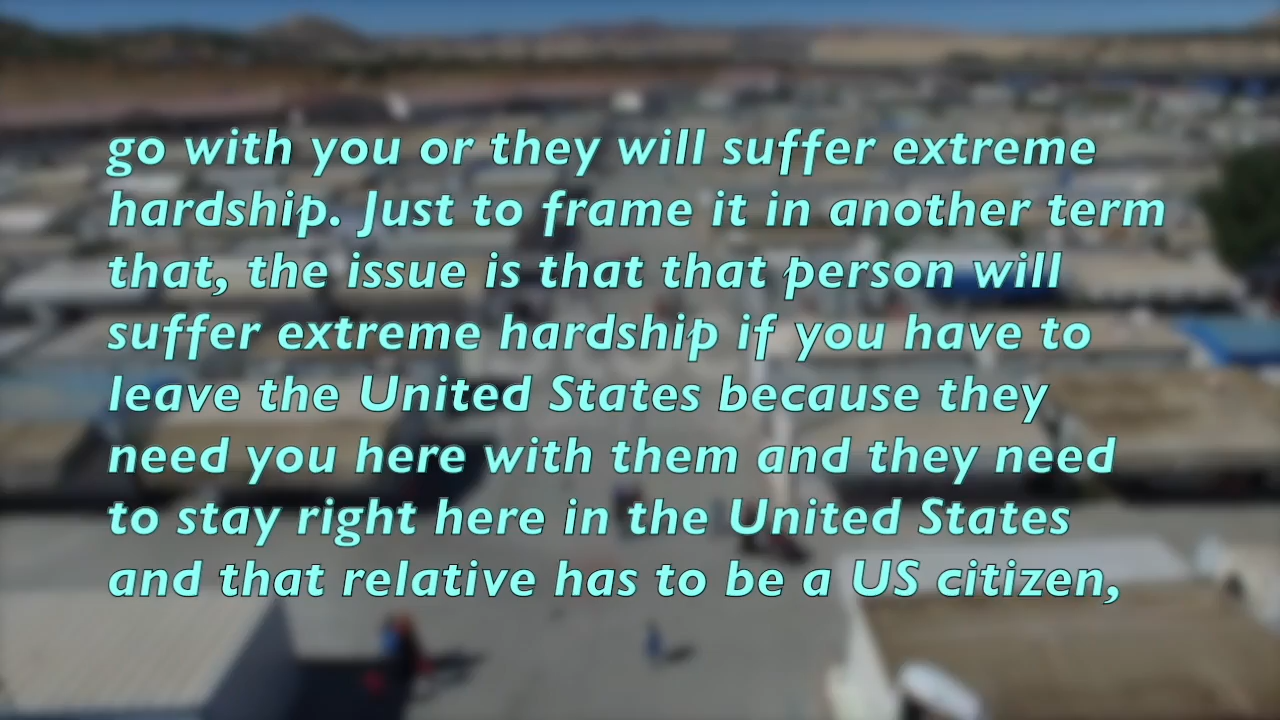 go with you or they will suffer extreme
hardship. Just to frame it in another term
that, the issue is that that person will
suffer extreme hardship if you have to
leave the United States because they
need you here with them and they need
to stay right here in the United States
and that relative has to be a US citizen,